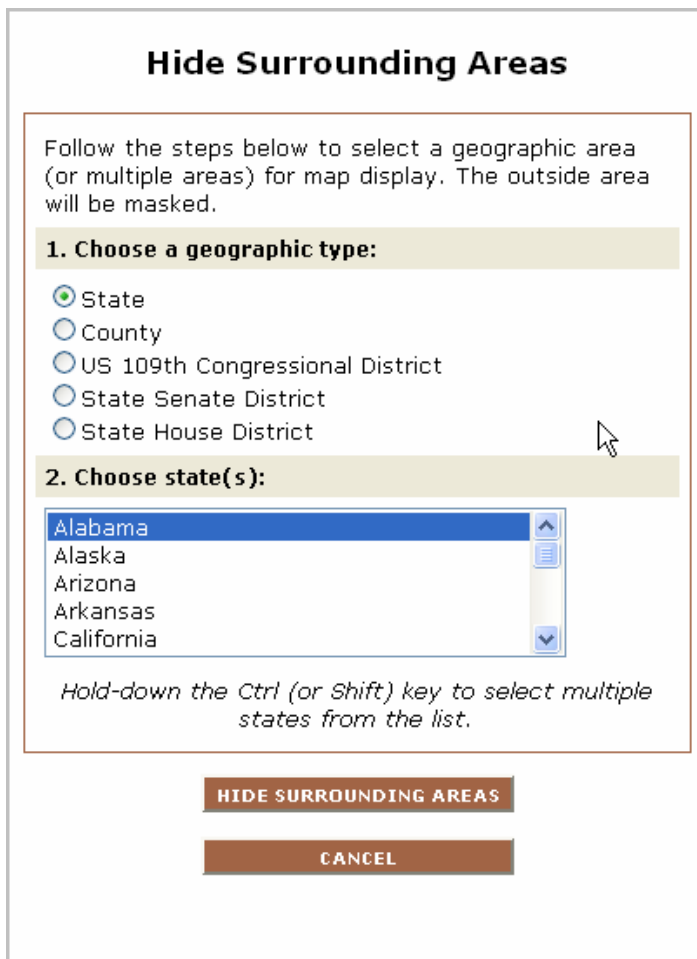 Hide Surrounding Areas
Follow the steps below to select a geographic area
(or multiple areas) for map display. The outside area
will be masked.
1. Choose a geographic type:
State
County
US 109th Congressional District
State Senate District
State House District
2. Choose state(s):
Alabama
Alaska
Arizona
Arkansas
California
Hold-down the Ctrl (or Shift) key to select multiple
states from the list.
HIDE SURROUNDING AREAS
CANCEL